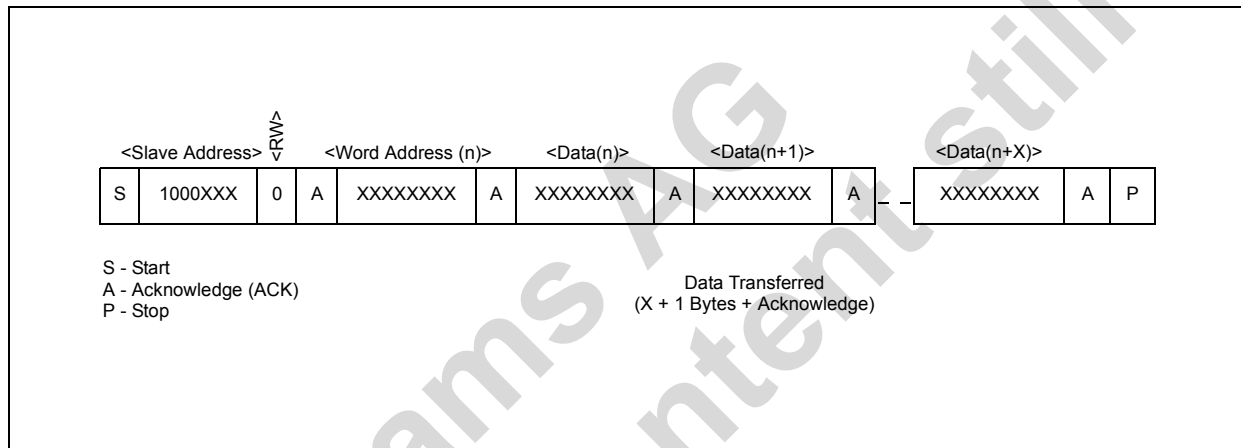 <RW>
<Slave Address> <Word Address (n)> <Data(n)> <Data(n+1)> <Data(n+X)>
S 1000XXX 0 A XXXXXXXX A XXXXXXXX A XXXXXXXX A XXXXXXXX A P
S - Start
A - Acknowledge (ACK)
P - Stop
Data Transferred
(X + 1 Bytes + Acknowledge)
ams AG
still